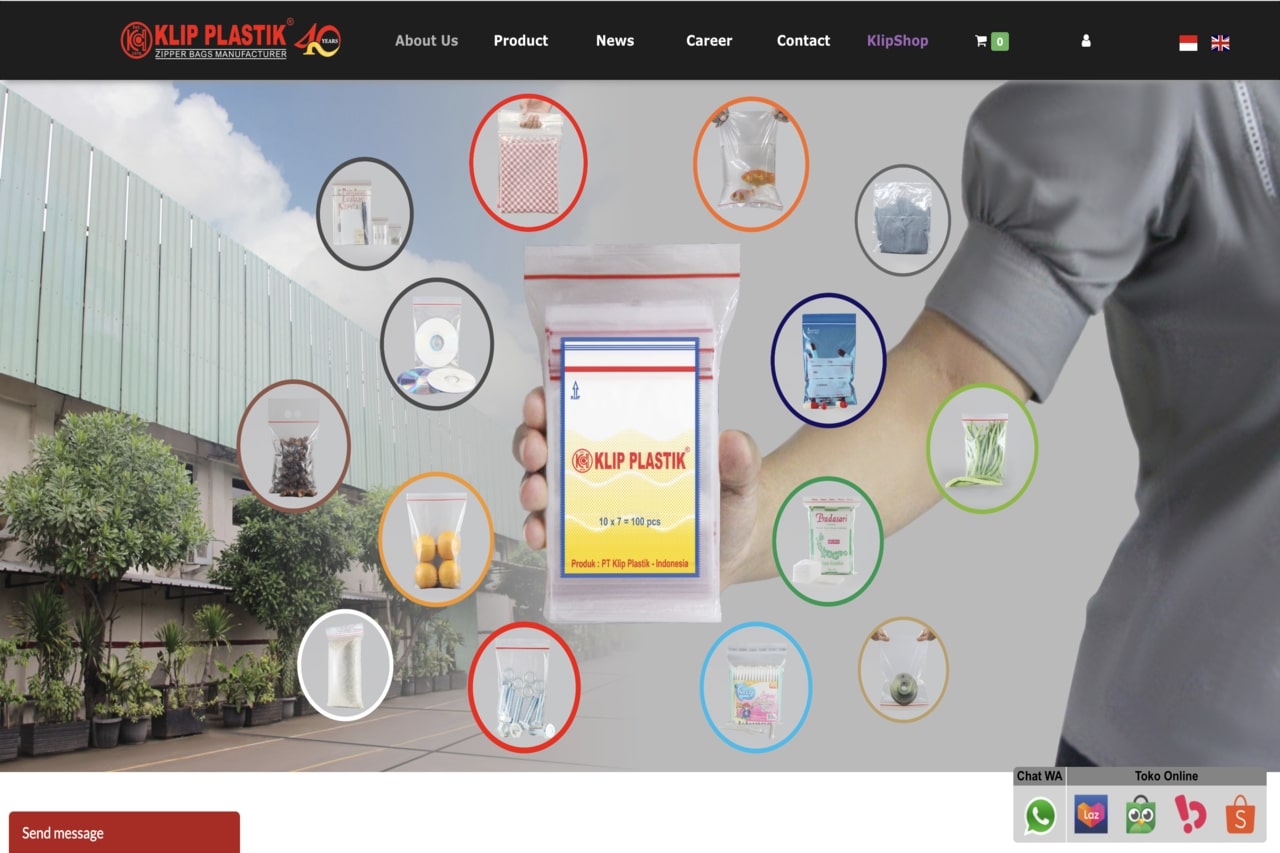 KLIP PLASTIK®
ZIPPER BAGS MANUFACTURER
40 YEARS
About Us
Product
News
Career
Contact
KlipShop
0
KLIP
KLIP PLASTIK®
10 x 7 = 100 pcs
Produk : PT Klip Plastik - Indonesia
Chat WA
Toko Online
Laz
S
Send message